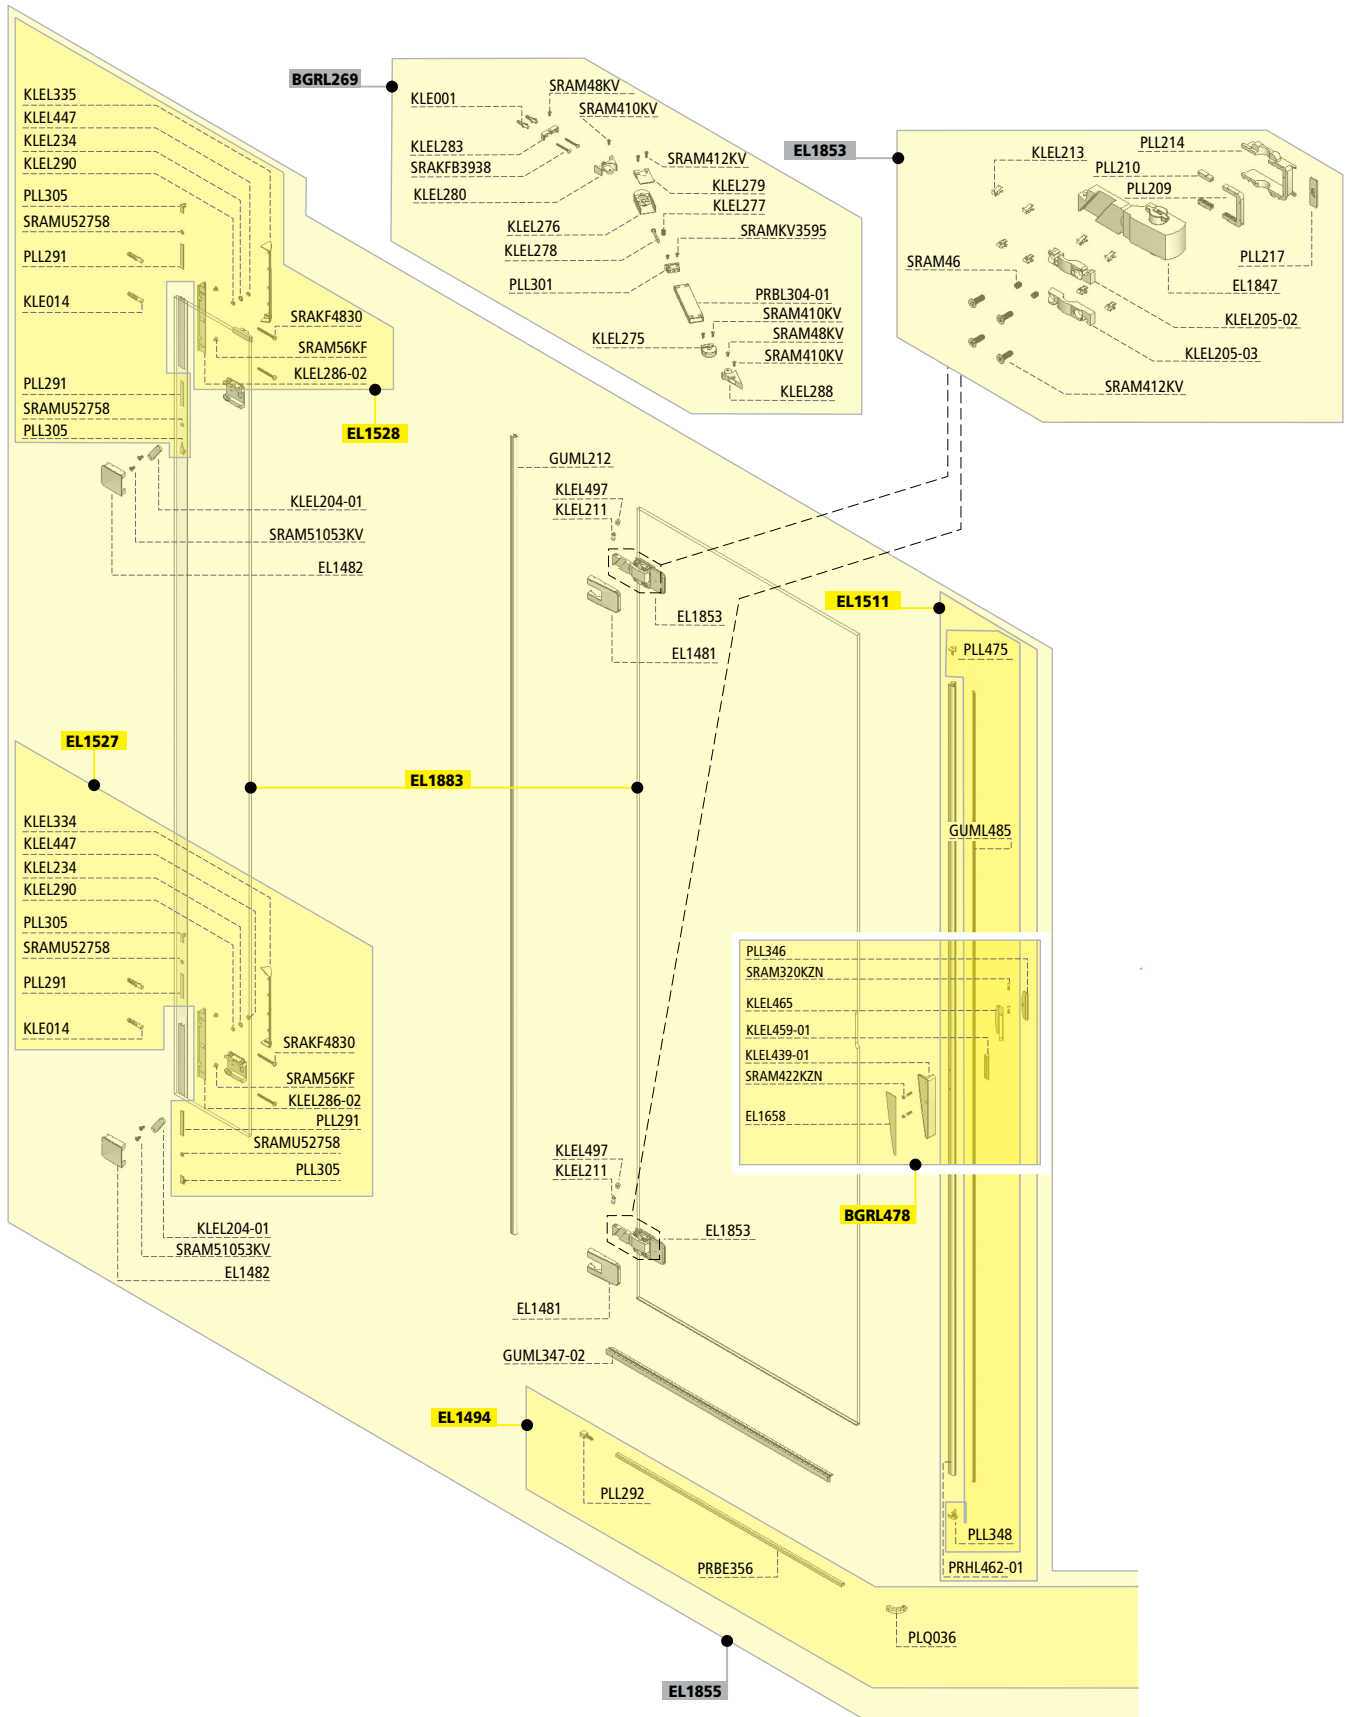 BGRL269
KLE001
SRAM48KV
SRAM410KV
KLEL283
SRAKFB3938
KLEL280
SRAM412KV
KLEL279
KLEL277
KLEL276
KLEL278
SRAMKV3595
PLL301
PRBL304-01
SRAM410KV
SRAM48KV
KLEL275
SRAM410KV
KLEL288
EL1853
KLEL213
PLL214
PLL210
PLL209
SRAM46
PLL217
EL1847
KLEL205-02
KLEL205-03
SRAM412KV
KLEL335
KLEL447
KLEL234
KLEL290
PLL305
SRAMU52758
PLL291
KLE014
SRAKF4830
SRAM56KF
KLEL286-02
PLL291
SRAMU52758
PLL305
EL1528
KLEL204-01
SRAM51053KV
EL1482
GUML212
KLEL497
KLEL211
EL1853
EL1481
EL1511
PLL475
EL1527
EL1883
KLEL334
KLEL447
KLEL234
KLEL290
PLL305
SRAMU52758
PLL291
KLE014
SRAKF4830
SRAM56KF
KLEL286-02
PLL291
SRAMU52758
PLL305
KLEL204-01
SRAM51053KV
EL1482
GUML485
PLL346
SRAM320KZN
KLEL465
KLEL459-01
KLEL439-01
SRAM422KZN
EL1658
BGRL478
KLEL497
KLEL211
EL1853
EL1481
GUML347-02
EL1494
PLL292
PRBE356
PLL348
PRHL462-01
PLQ036
EL1855